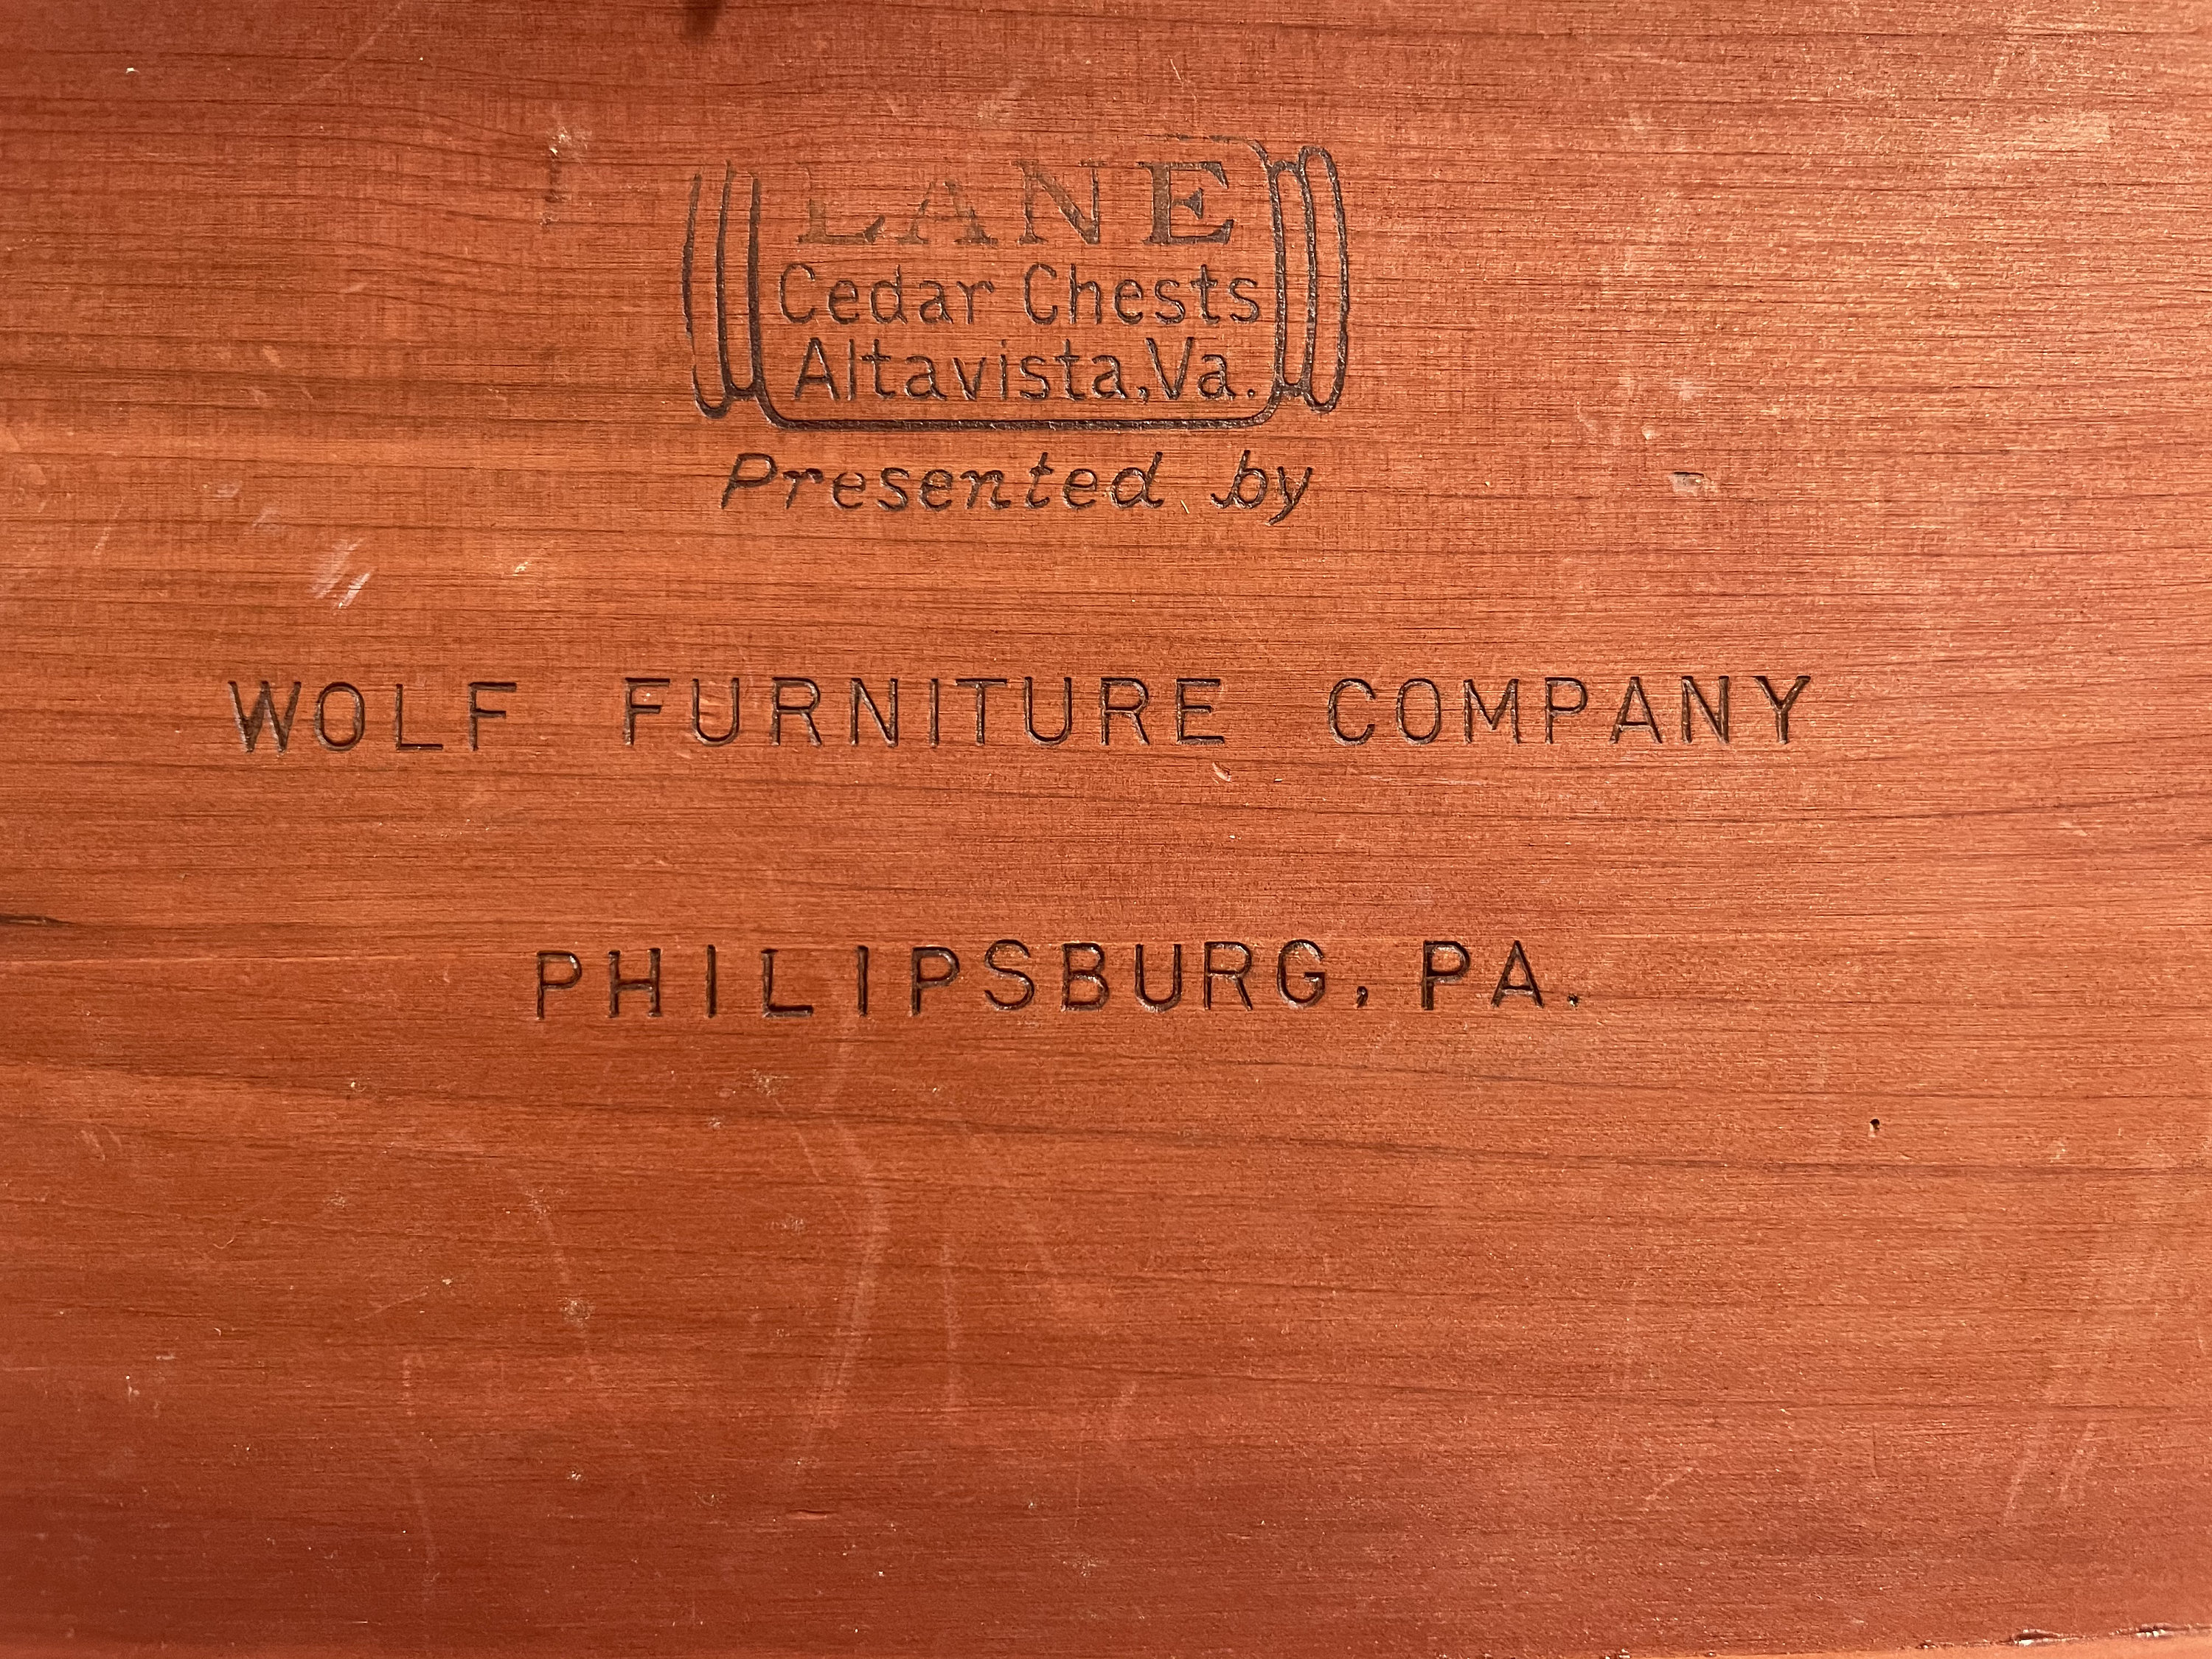 LANE
Cedar Chests
Altavista, Va.
Presented by
WOLF FURNITURE COMPANY
PHILIPSBURG, PA.